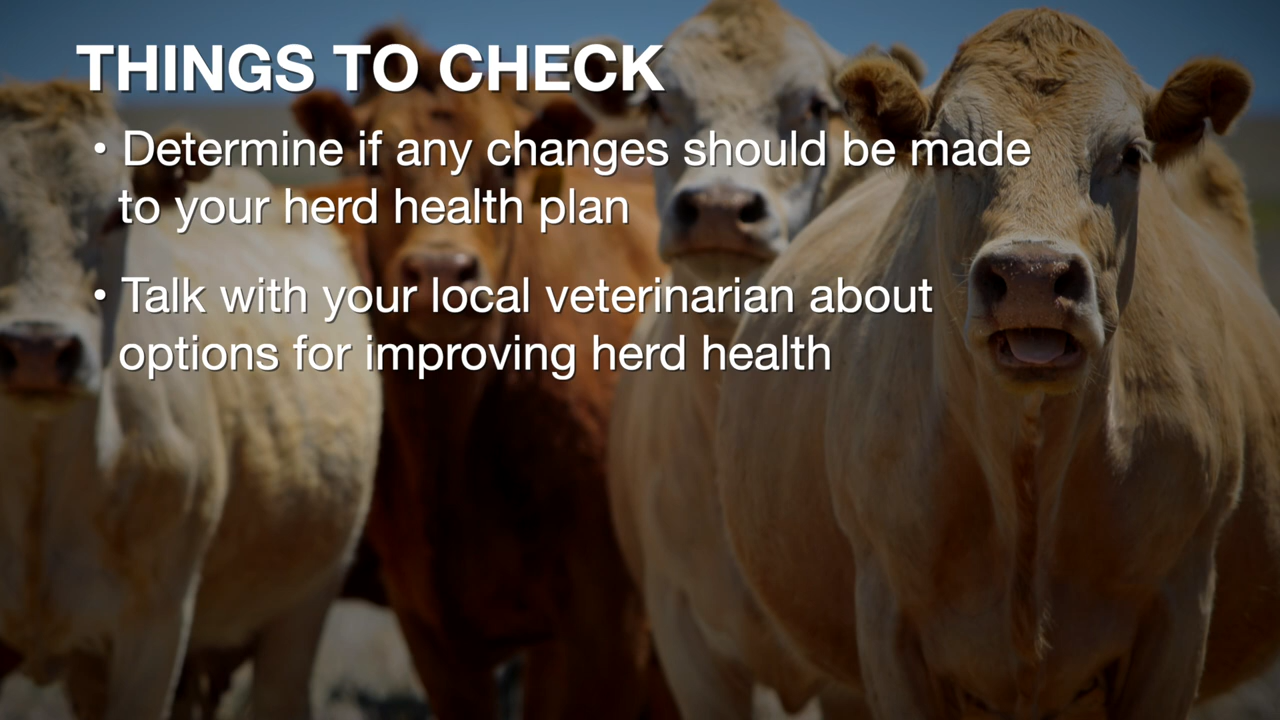 THINGS TO CHECK
• Determine if any changes should be made
to your herd health plan
• Talk with your local veterinarian about
options for improving herd health